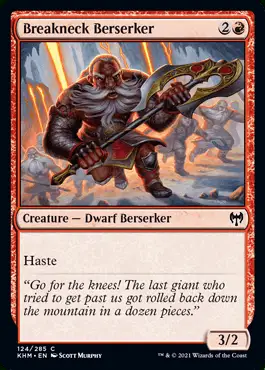 Breakneck Berserker 2
Creature — Dwarf Berserker
Haste
“Go for the knees! The last giant who
tried to get past us got rolled back down
the mountain in a dozen pieces.”
3/2
124/285 C
KHM • EN SCOTT MURPHY
™ & © 2021 Wizards of the Coast